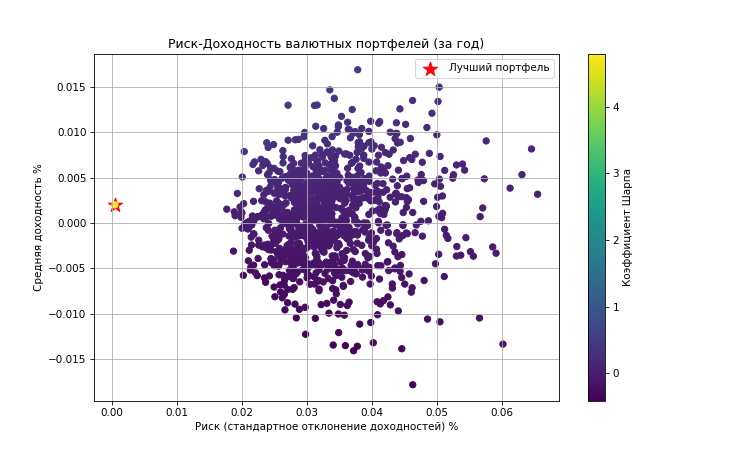 Риск-Доходность валютных портфелей (за год)
Лучший портфель
Средняя доходность %
0.015
0.010
0.005
0.000
−0.005
−0.010
−0.015
0.00 0.01 0.02 0.03 0.04 0.05 0.06
Риск (стандартное отклонение доходностей) %
4
3
2
1
0
Коэффициент Шарпа